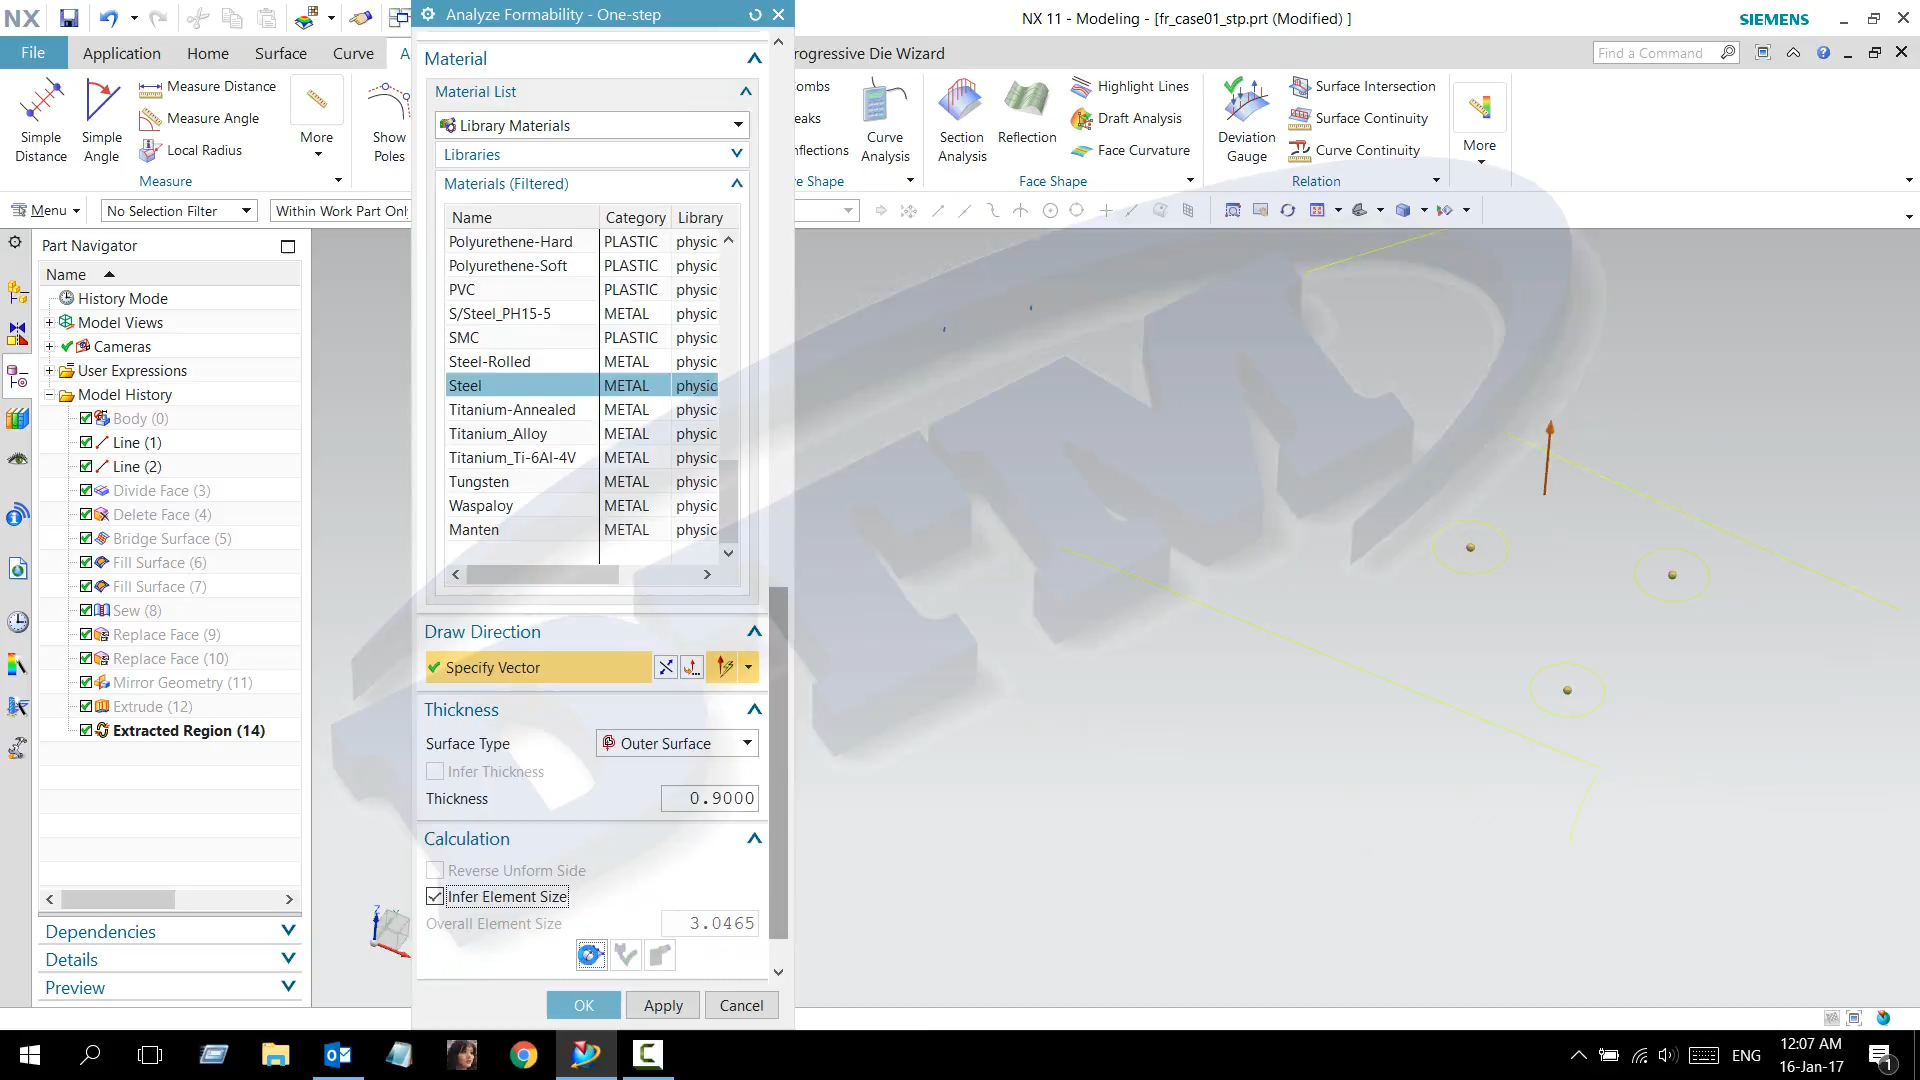 NX
Analyze Formability - One-step
NX 11 - Modeling - [fr_case01_stp.prt (Modified) ]
SIEMENS
File
Application
Home
Surface
Curve
A
rogressive Die Wizard
Find a Command
Simple Distance
Simple Angle
Measure Distance
Measure Angle
Local Radius
More
Measure
Show Poles
ombs
eaks
nflections
e Shape
Curve Analysis
Section Analysis
Reflection
Highlight Lines
Draft Analysis
Face Curvature
Face Shape
Deviation Gauge
Surface Intersection
Surface Continuity
Curve Continuity
Relation
More
Menu
No Selection Filter
Within Work Part Onl
Part Navigator
Name
History Mode
Model Views
Cameras
User Expressions
Model History
Body (0)
Line (1)
Line (2)
Divide Face (3)
Delete Face (4)
Bridge Surface (5)
Fill Surface (6)
Fill Surface (7)
Sew (8)
Replace Face (9)
Replace Face (10)
Mirror Geometry (11)
Extrude (12)
Extracted Region (14)
Dependencies
Details
Preview
Material
Material List
Library Materials
Libraries
Materials (Filtered)
Name Category Library
Polyurethene-Hard PLASTIC physic
Polyurethene-Soft PLASTIC physic
PVC PLASTIC physic
S/Steel_PH15-5 METAL physic
SMC PLASTIC physic
Steel-Rolled METAL physic
Steel METAL physic
Titanium-Annealed METAL physic
Titanium_Alloy METAL physic
Titanium_Ti-6Al-4V METAL physic
Tungsten METAL physic
Waspaloy METAL physic
Manten METAL physic
Draw Direction
Specify Vector
Thickness
Surface Type Outer Surface
Infer Thickness
Thickness 0.9000
Calculation
Reverse Unform Side
Infer Element Size
Overall Element Size 3.0465
OK Apply Cancel
Z
ENG
12:07 AM
16-Jan-17
1